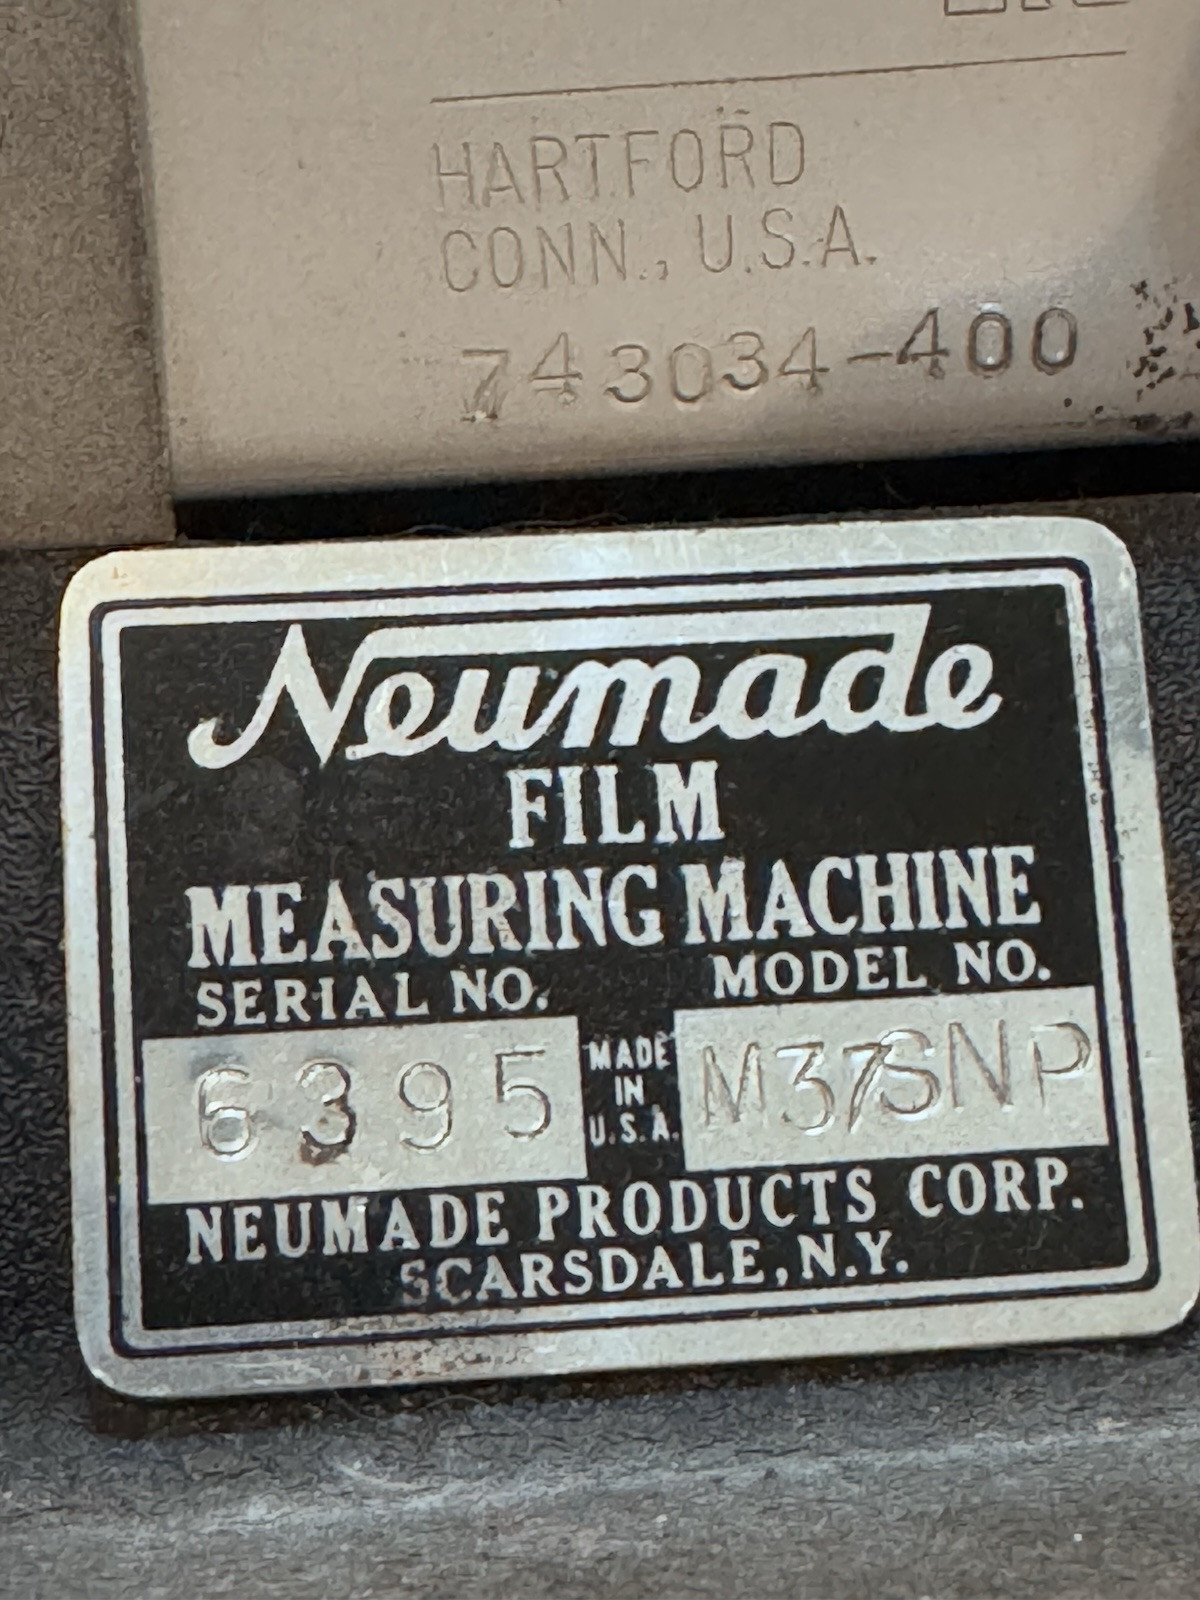 HARTFORD
CONN., U.S.A.
743034-400
Neumade
FILM
MEASURING MACHINE
SERIAL NO. MODEL NO.
6395 MADE IN U.S.A. M37SNP
NEUMADE PRODUCTS CORP.
SCARSDALE, N.Y.